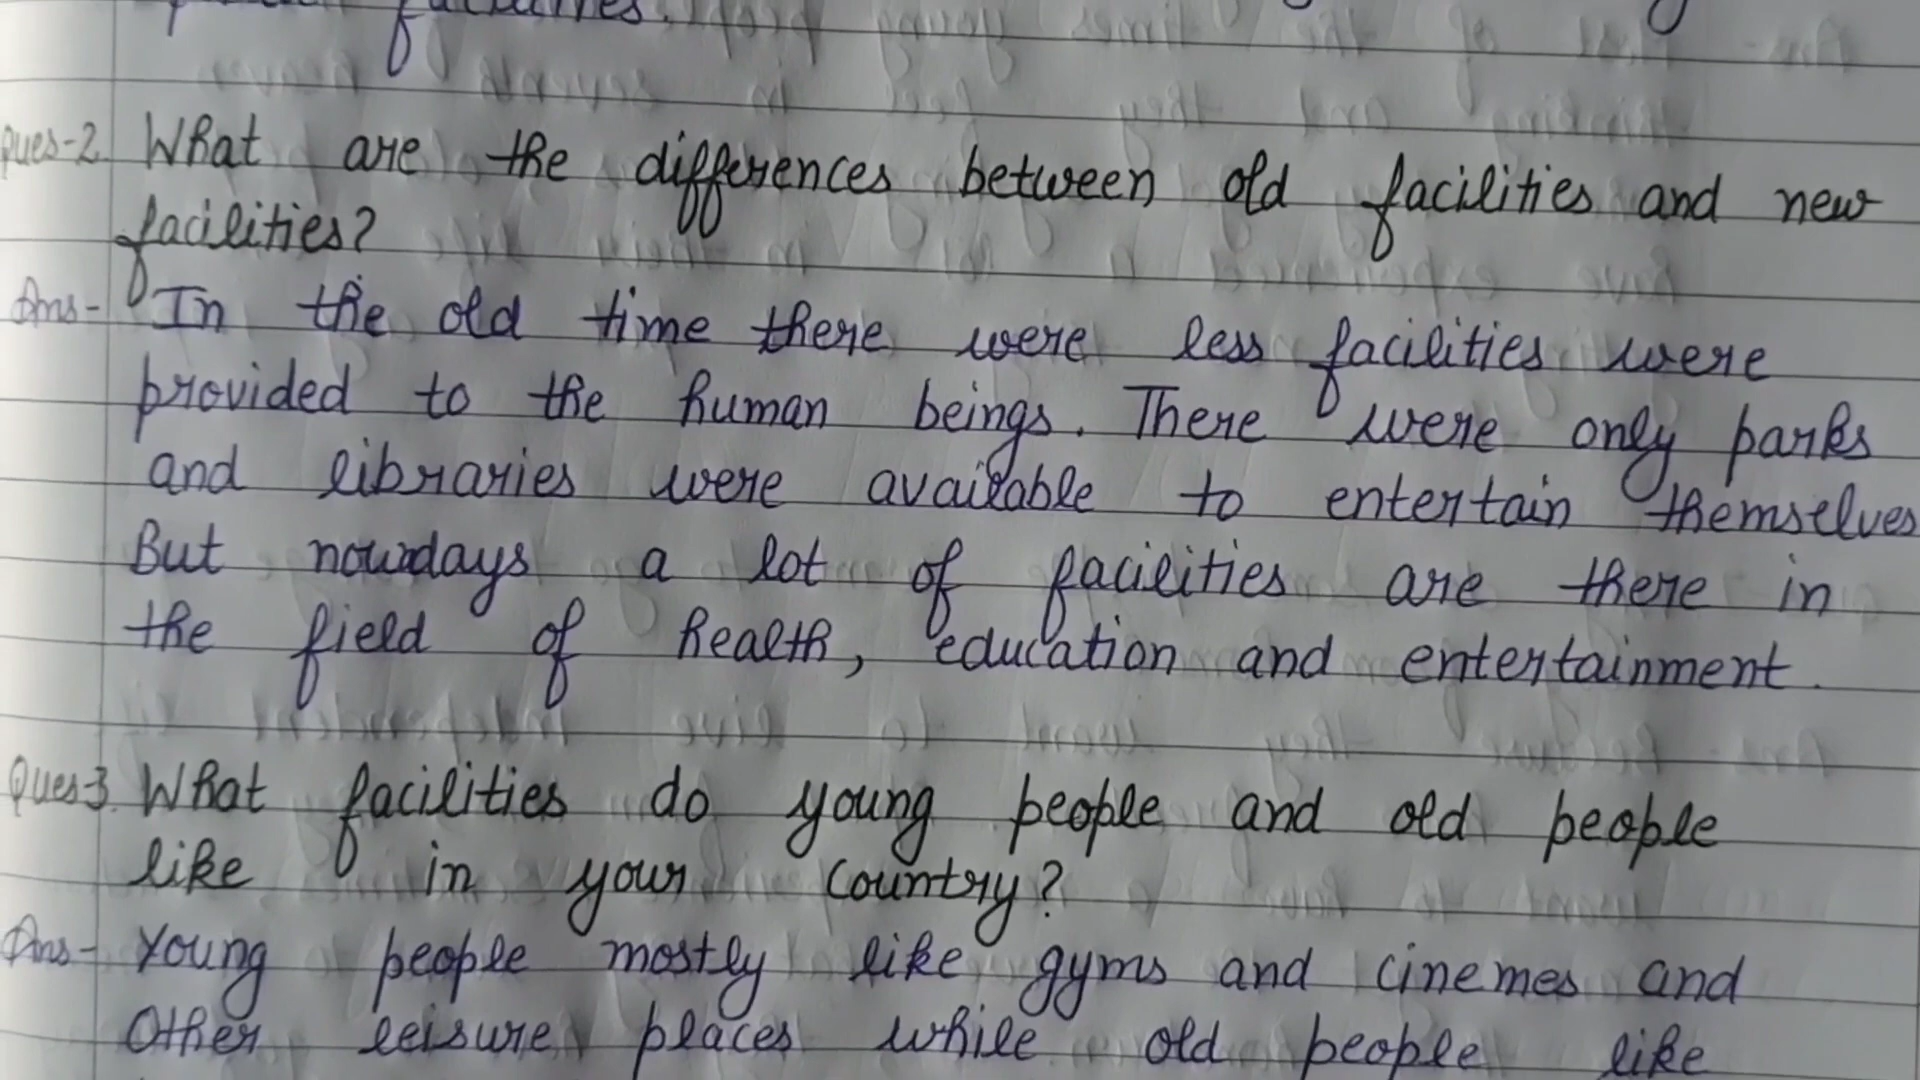 facilities.
Ques-2. What are the differences between old facilities and new
facilities?
Ans- In the old time there were less facilities were
provided to the human beings. There were only parks
and libraries were available to entertain themselves
But nowdays a lot of facilities are there in
the field of health, education and entertainment.
Ques3. What facilities do young people and old people
like in your country?
Ans- Young people mostly like gyms and cinemes and
Other leisure places while old people like